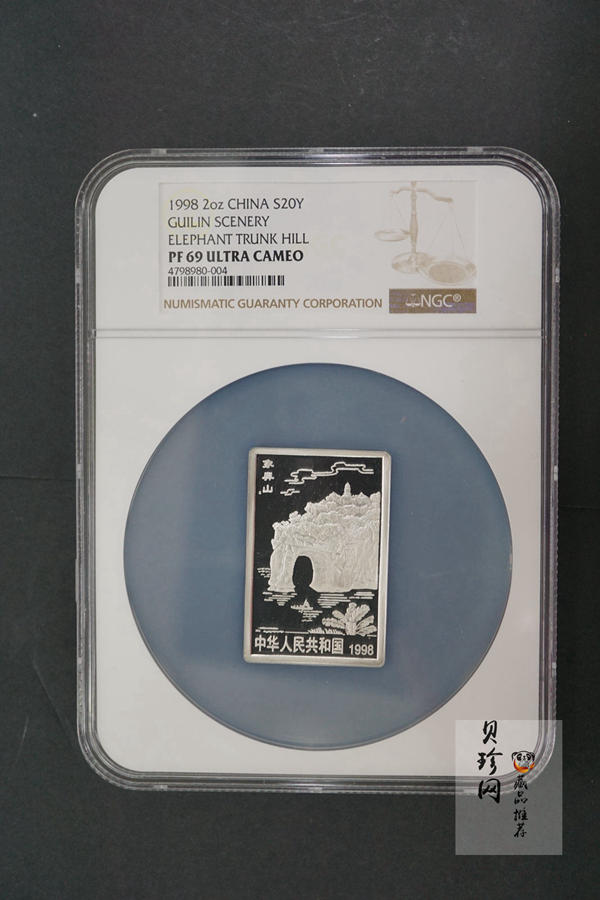 1998 2oz CHINA S20Y
GUILIN SCENERY
ELEPHANT TRUNK HILL
PF 69 ULTRA CAMEO
4798980-004
NUMISMATIC GUARANTY CORPORATION
NGC®
象鼻山
中华人民共和国 1998
贝珍网
藏品推荐